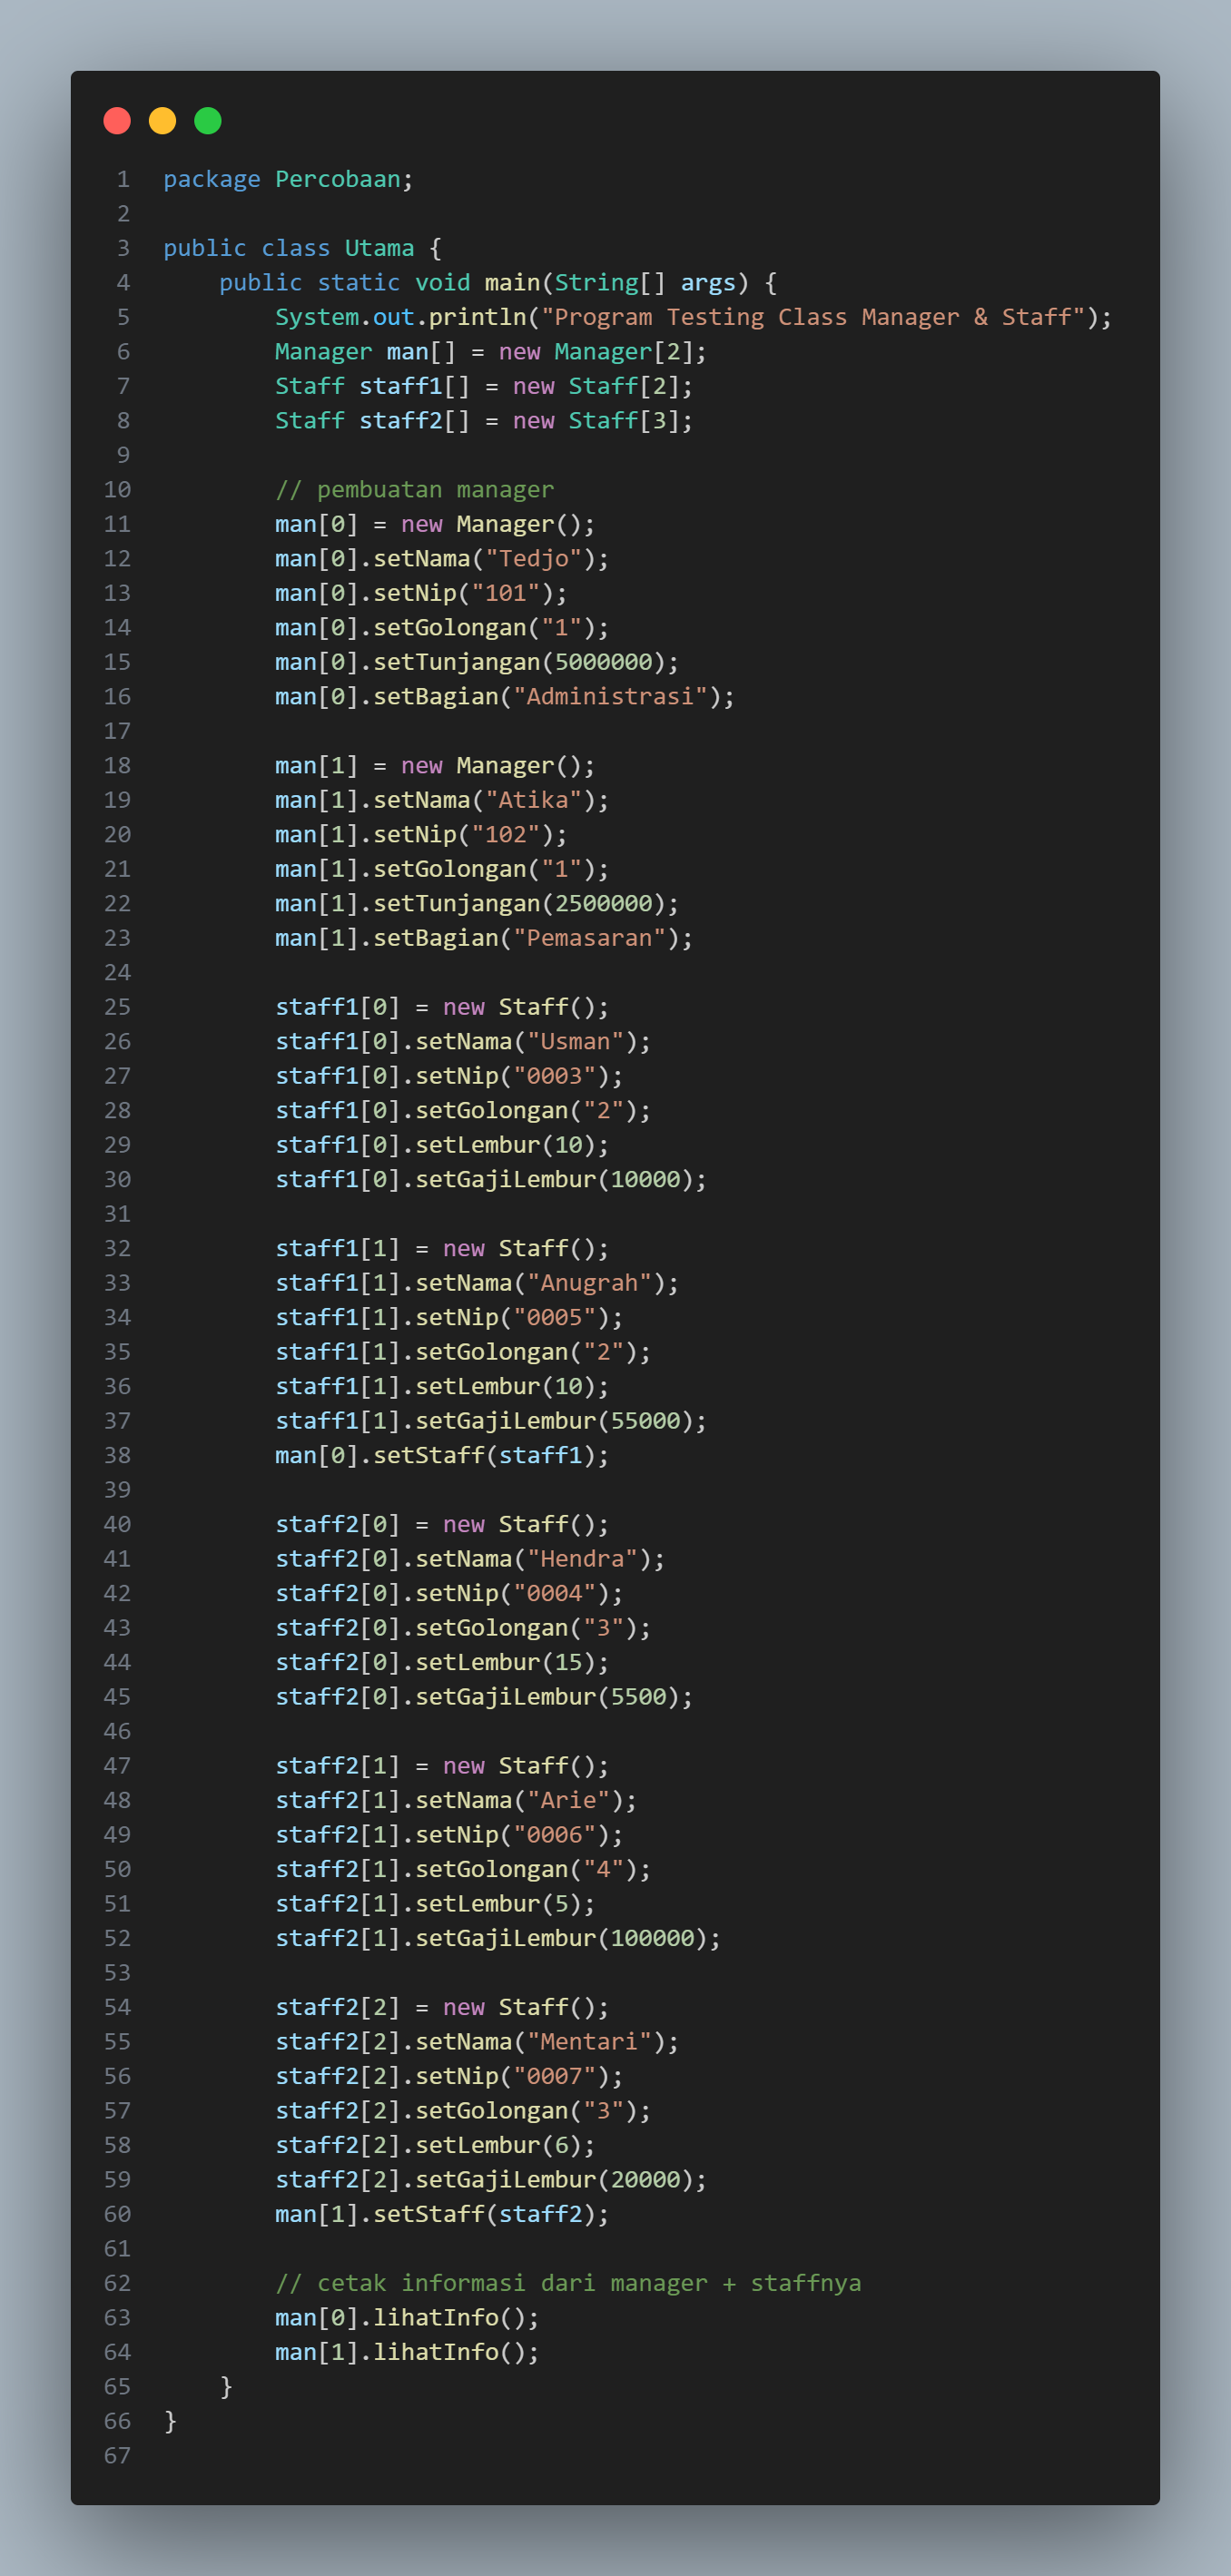 1 package Percobaan;
2
3 public class Utama {
4     public static void main(String[] args) {
5         System.out.println("Program Testing Class Manager & Staff");
6         Manager man[] = new Manager[2];
7         Staff staff1[] = new Staff[2];
8         Staff staff2[] = new Staff[3];
9
10         // pembuatan manager
11         man[0] = new Manager();
12         man[0].setNama("Tedjo");
13         man[0].setNip("101");
14         man[0].setGolongan("1");
15         man[0].setTunjangan(5000000);
16         man[0].setBagian("Administrasi");
17
18         man[1] = new Manager();
19         man[1].setNama("Atika");
20         man[1].setNip("102");
21         man[1].setGolongan("1");
22         man[1].setTunjangan(2500000);
23         man[1].setBagian("Pemasaran");
24
25         staff1[0] = new Staff();
26         staff1[0].setNama("Usman");
27         staff1[0].setNip("0003");
28         staff1[0].setGolongan("2");
29         staff1[0].setLembur(10);
30         staff1[0].setGajiLembur(10000);
31
32         staff1[1] = new Staff();
33         staff1[1].setNama("Anugrah");
34         staff1[1].setNip("0005");
35         staff1[1].setGolongan("2");
36         staff1[1].setLembur(10);
37         staff1[1].setGajiLembur(55000);
38         man[0].setStaff(staff1);
39
40         staff2[0] = new Staff();
41         staff2[0].setNama("Hendra");
42         staff2[0].setNip("0004");
43         staff2[0].setGolongan("3");
44         staff2[0].setLembur(15);
45         staff2[0].setGajiLembur(5500);
46
47         staff2[1] = new Staff();
48         staff2[1].setNama("Arie");
49         staff2[1].setNip("0006");
50         staff2[1].setGolongan("4");
51         staff2[1].setLembur(5);
52         staff2[1].setGajiLembur(100000);
53
54         staff2[2] = new Staff();
55         staff2[2].setNama("Mentari");
56         staff2[2].setNip("0007");
57         staff2[2].setGolongan("3");
58         staff2[2].setLembur(6);
59         staff2[2].setGajiLembur(20000);
60         man[1].setStaff(staff2);
61
62         // cetak informasi dari manager + staffnya
63         man[0].lihatInfo();
64         man[1].lihatInfo();
65     }
66 }
67